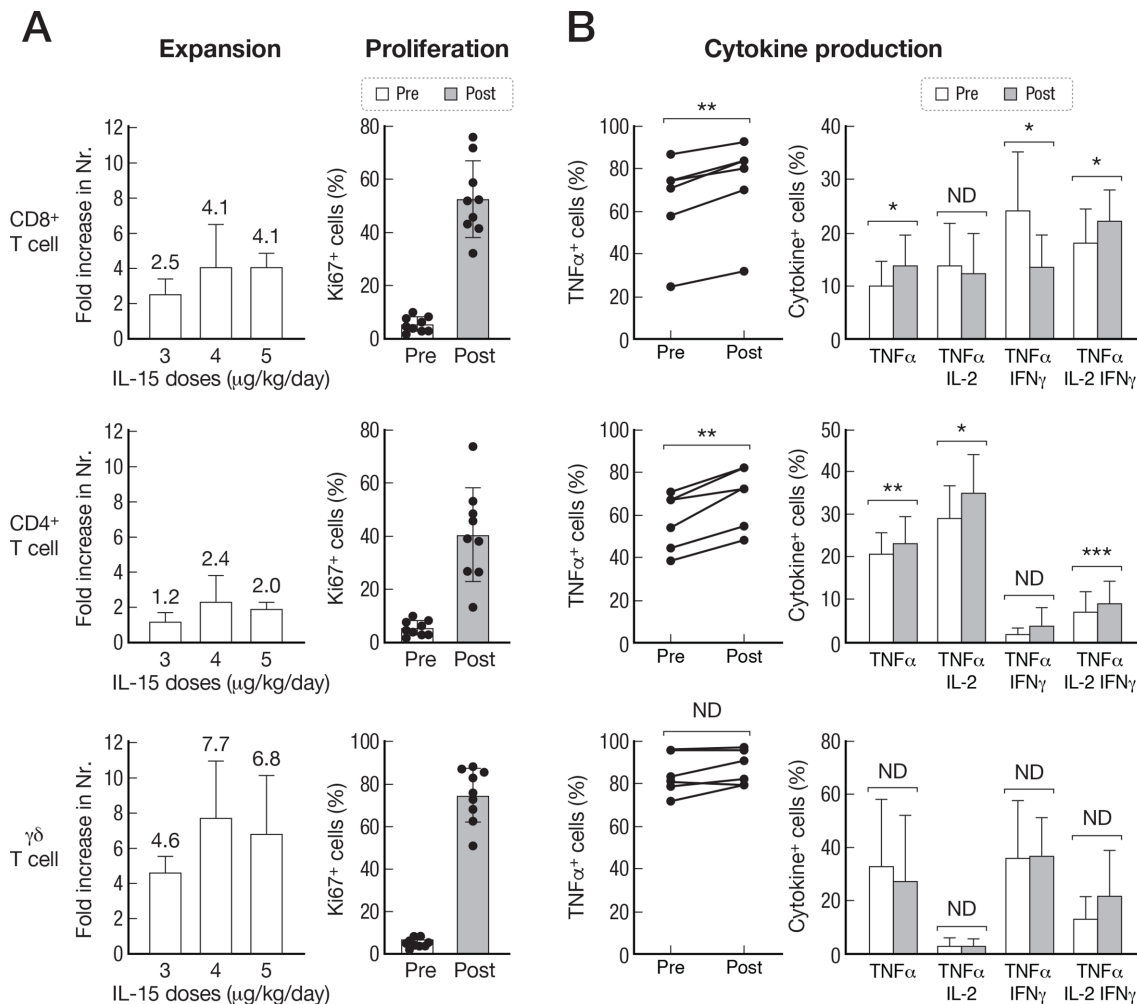 A
B
Expansion
Proliferation
Cytokine production
Pre Post
Pre Post
CD8+
T cell
Fold increase in Nr.
12
10
8
6
4
2
0
2.5
4.1
4.1
3 4 5
IL-15 doses (μg/kg/day)
Ki67+ cells (%)
80
60
40
20
0
Pre Post
TNFα+ cells (%)
100
80
60
40
20
0
**
Pre Post
Cytokine+ cells (%)
40
30
20
10
0
*
ND
*
*
TNFα TNFα TNFα TNFα
IL-2 IFNγ IL-2 IFNγ
CD4+
T cell
Fold increase in Nr.
12
10
8
6
4
2
0
1.2
2.4
2.0
3 4 5
IL-15 doses (μg/kg/day)
Ki67+ cells (%)
80
60
40
20
0
Pre Post
TNFα+ cells (%)
100
80
60
40
20
0
**
Pre Post
Cytokine+ cells (%)
50
40
30
20
10
0
**
*
ND
***
TNFα TNFα TNFα TNFα
IL-2 IFNγ IL-2 IFNγ
γδ
T cell
Fold increase in Nr.
12
10
8
6
4
2
0
4.6
7.7
6.8
3 4 5
IL-15 doses (μg/kg/day)
Ki67+ cells (%)
100
80
60
40
20
0
Pre Post
TNFα+ cells (%)
100
80
60
40
20
0
ND
Pre Post
Cytokine+ cells (%)
80
60
40
20
0
ND
ND
ND
ND
TNFα TNFα TNFα TNFα
IL-2 IFNγ IL-2 IFNγ